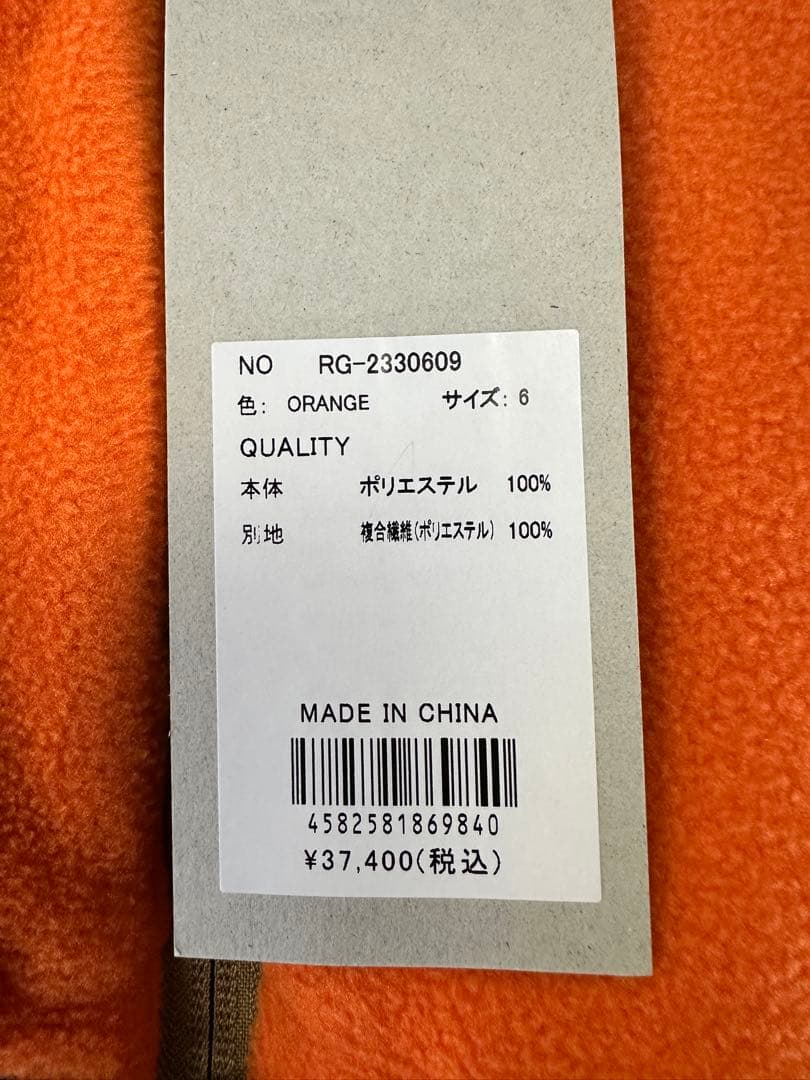 NO RG-2330609
色: ORANGE サイズ: 6
QUALITY
本体 ポリエステル 100%
別地 複合繊維(ポリエステル) 100%
MADE IN CHINA
4582581869840
¥37,400(税込)